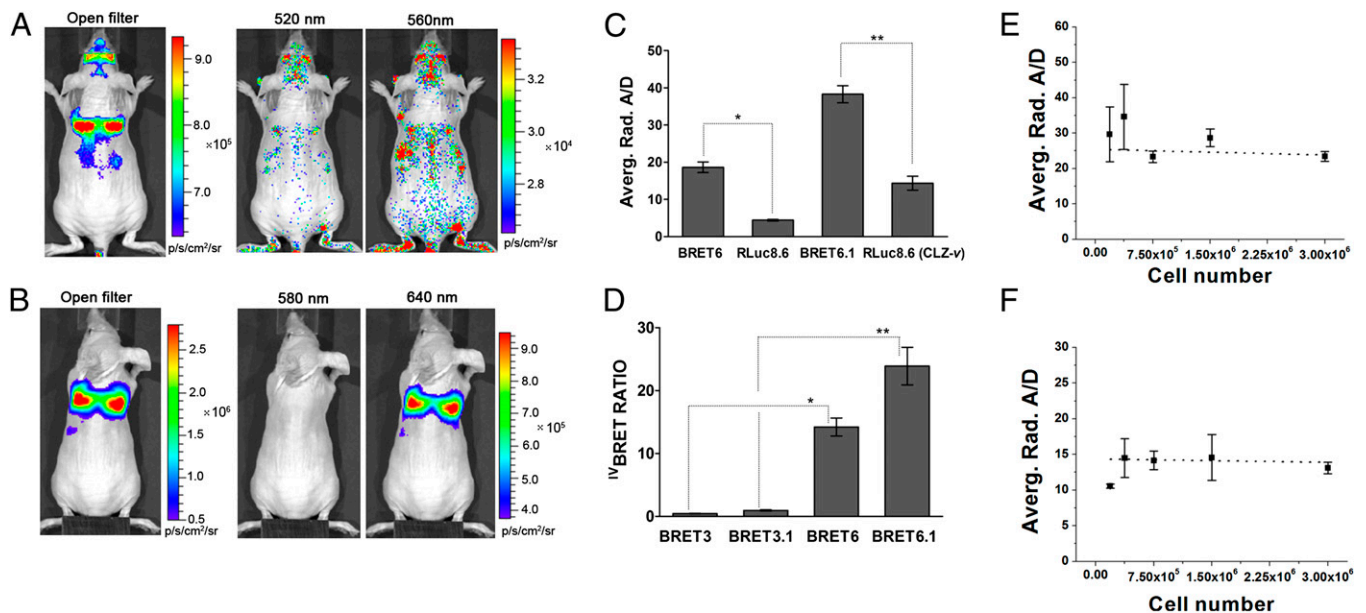 A
Open filter
520 nm
560nm
9.0
8.0
× 10⁵
7.0
p/s/cm²/sr
3.2
3.0
× 10⁴
2.8
p/s/cm²/sr
B
Open filter
580 nm
640 nm
2.5
2.0
× 10⁶
1.5
1.0
0.5
p/s/cm²/sr
9.0
8.0
7.0
× 10⁵
6.0
5.0
4.0
p/s/cm²/sr
C
Averg. Rad. A/D
50
40
30
20
10
0
*
**
BRET6 RLuc8.6 BRET6.1 RLuc8.6 (CLZ-v)
D
IVBRET RATIO
30
20
10
0
*
**
BRET3 BRET3.1 BRET6 BRET6.1
E
Averg. Rad. A/D
60
50
40
30
20
10
0
0.00 7.50x10⁵ 1.50x10⁶ 2.25x10⁶ 3.00x10⁶
Cell number
F
Averg. Rad. A/D
30
25
20
15
10
5
0
0.00 7.50x10⁵ 1.50x10⁶ 2.25x10⁶ 3.00x10⁶
Cell number